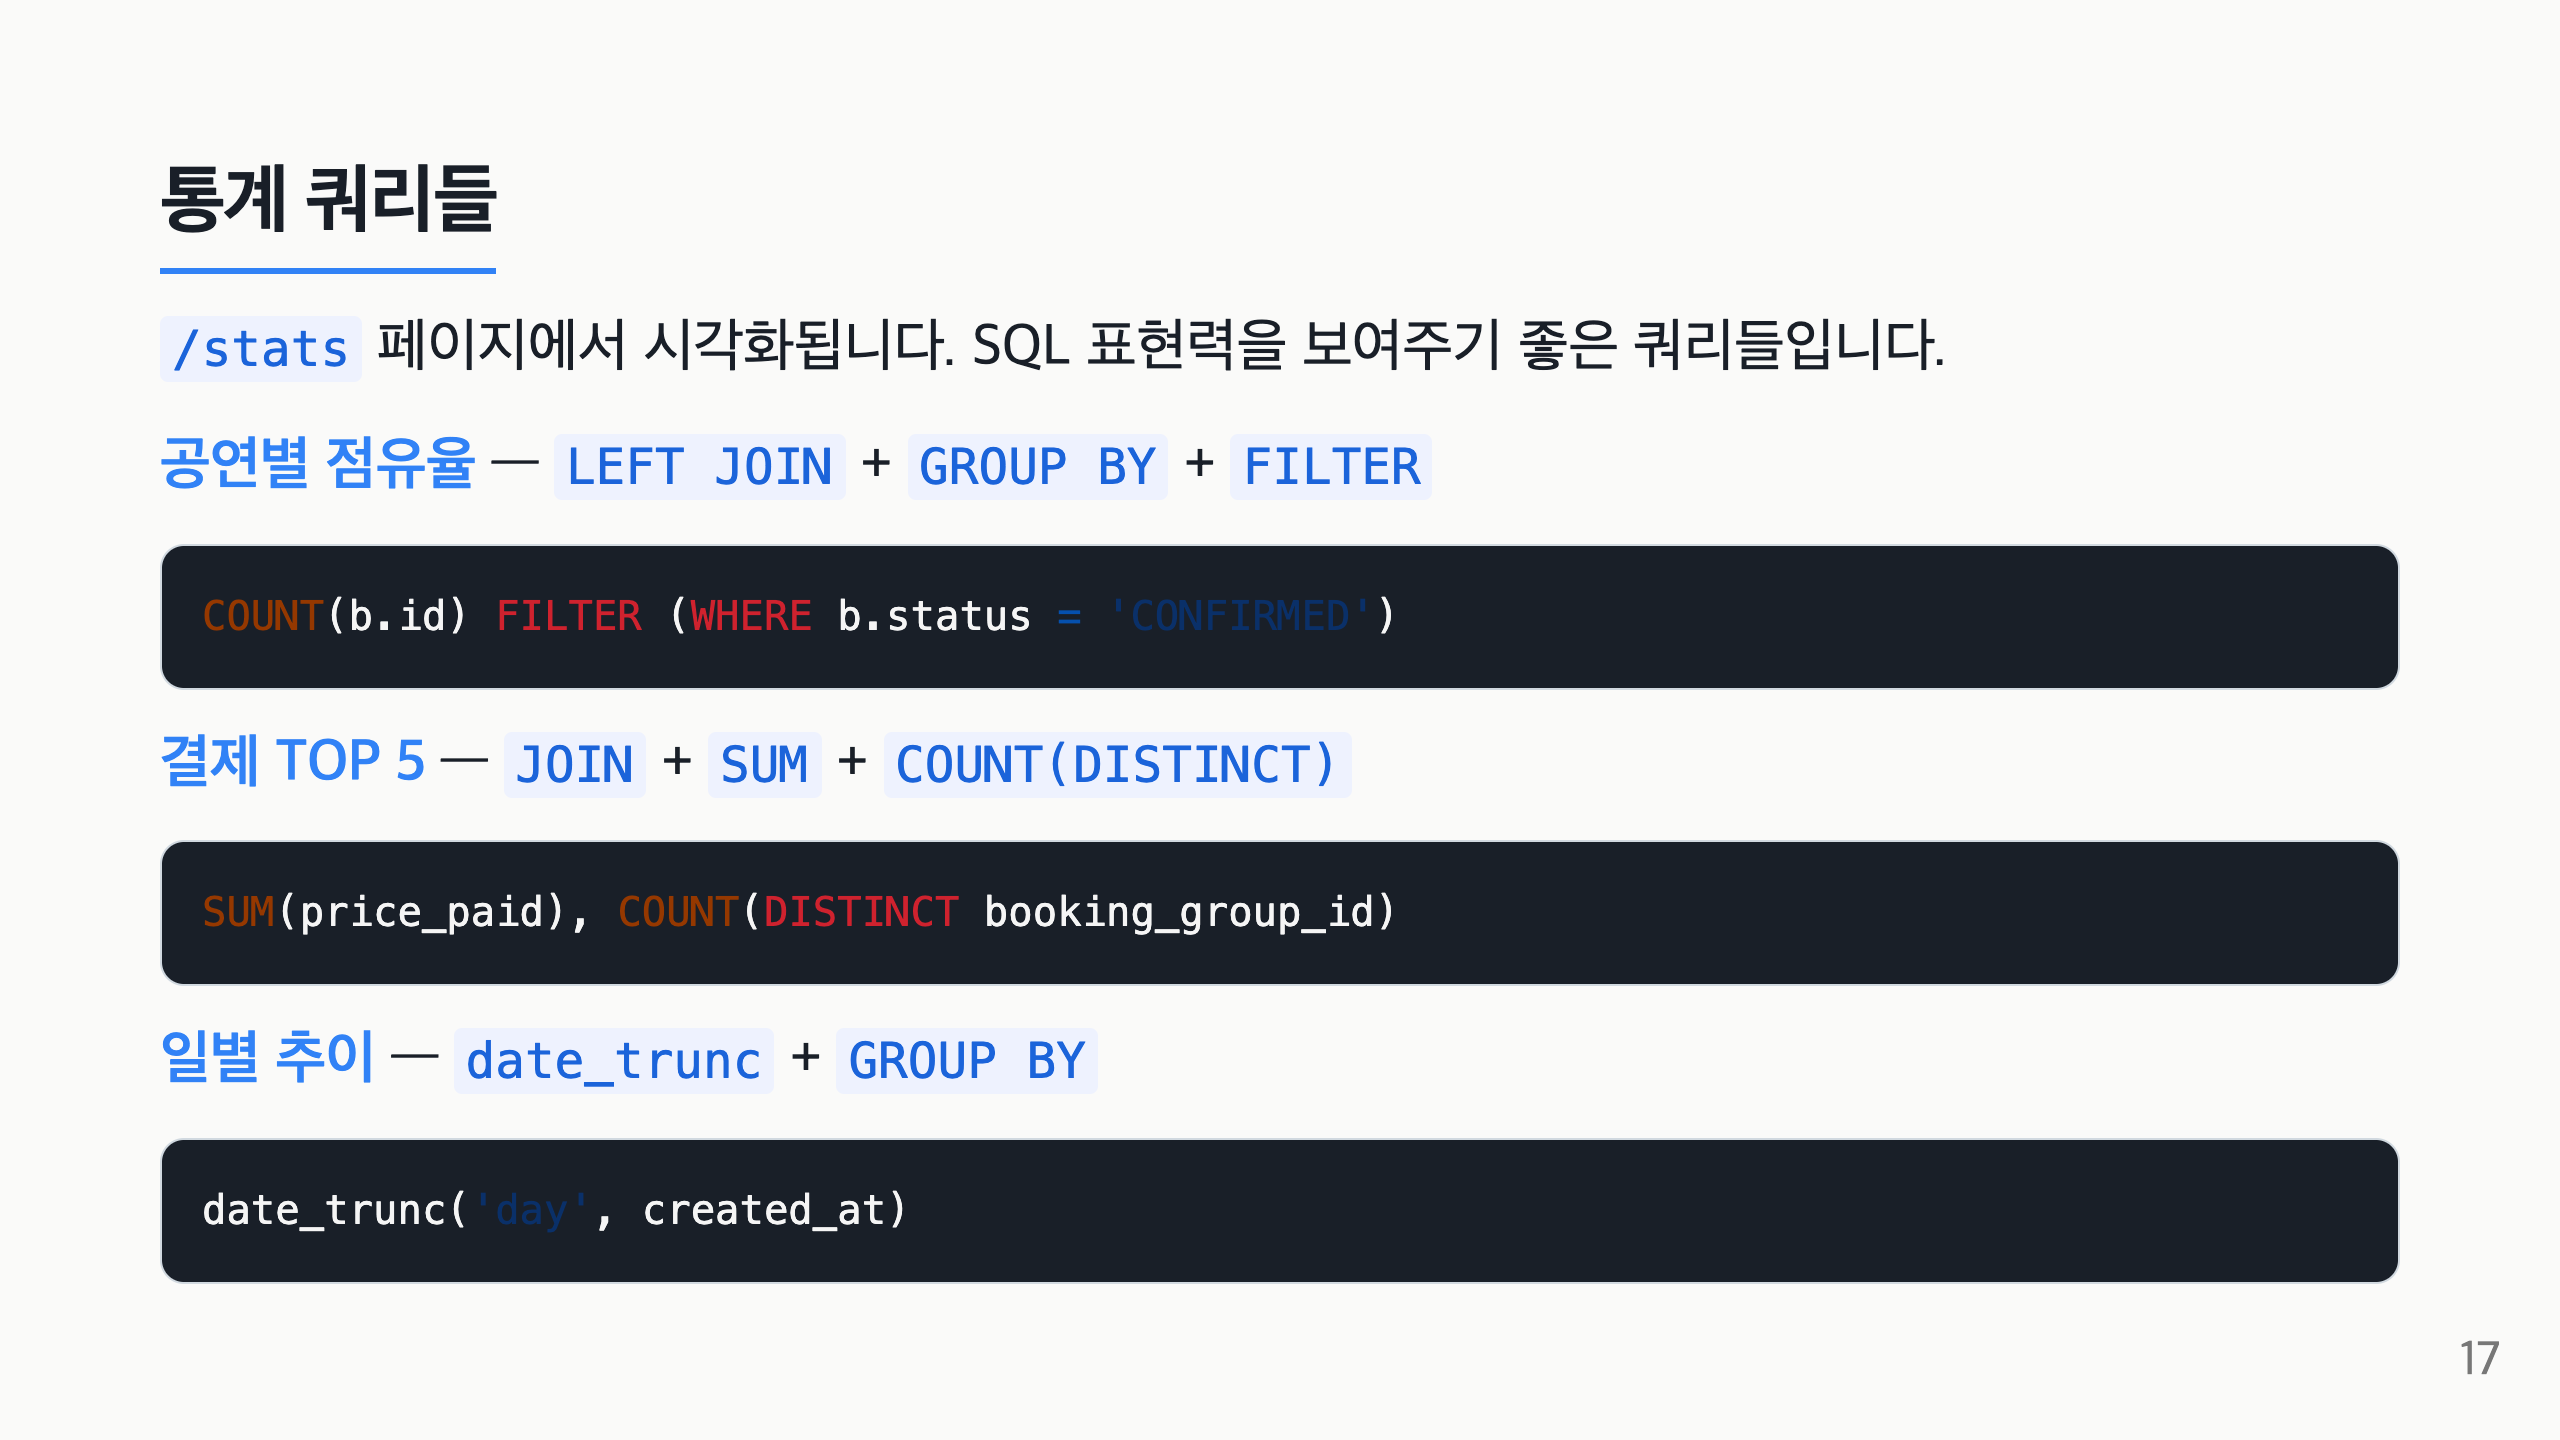 통계 쿼리들
/stats 페이지에서 시각화됩니다. SQL 표현력을 보여주기 좋은 쿼리들입니다.
공연별 점유율 — LEFT JOIN + GROUP BY + FILTER
COUNT(b.id) FILTER (WHERE b.status = 'CONFIRMED')
결제 TOP 5 — JOIN + SUM + COUNT(DISTINCT)
SUM(price_paid), COUNT(DISTINCT booking_group_id)
일별 추이 — date_trunc + GROUP BY
date_trunc('day', created_at)
17